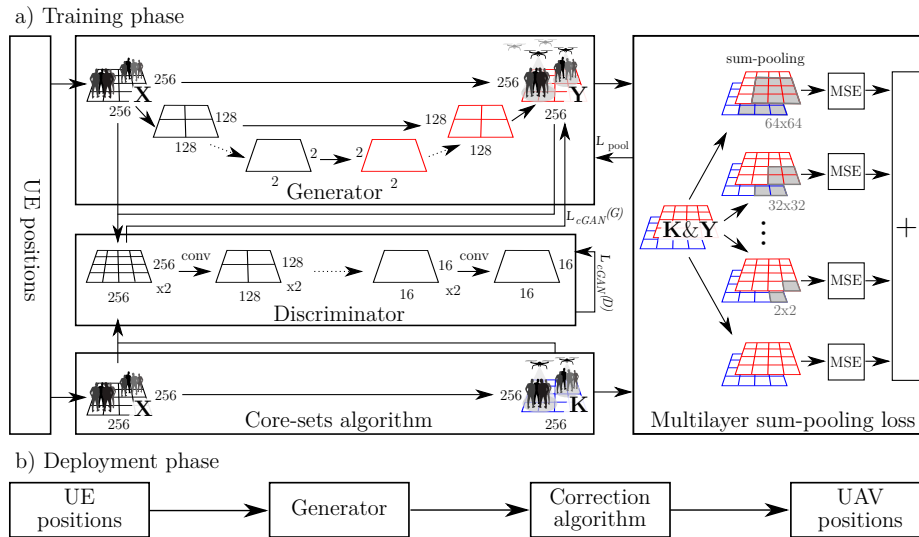 a) Training phase
UE positions
256
X
256
128
128
2
2
2
2
128
128
256
Y
256
Generator
L pool
L cGAN(G)
256
x2
256
conv
128
x2
128
16
x2
16
conv
16
16
Discriminator
L cGAN(D)
X
256
256
256
K
256
Core-sets algorithm
sum-pooling
64x64
MSE
32x32
MSE
K&Y
2x2
MSE
MSE
+
Multilayer sum-pooling loss
b) Deployment phase
UE
positions
Generator
Correction
algorithm
UAV
positions